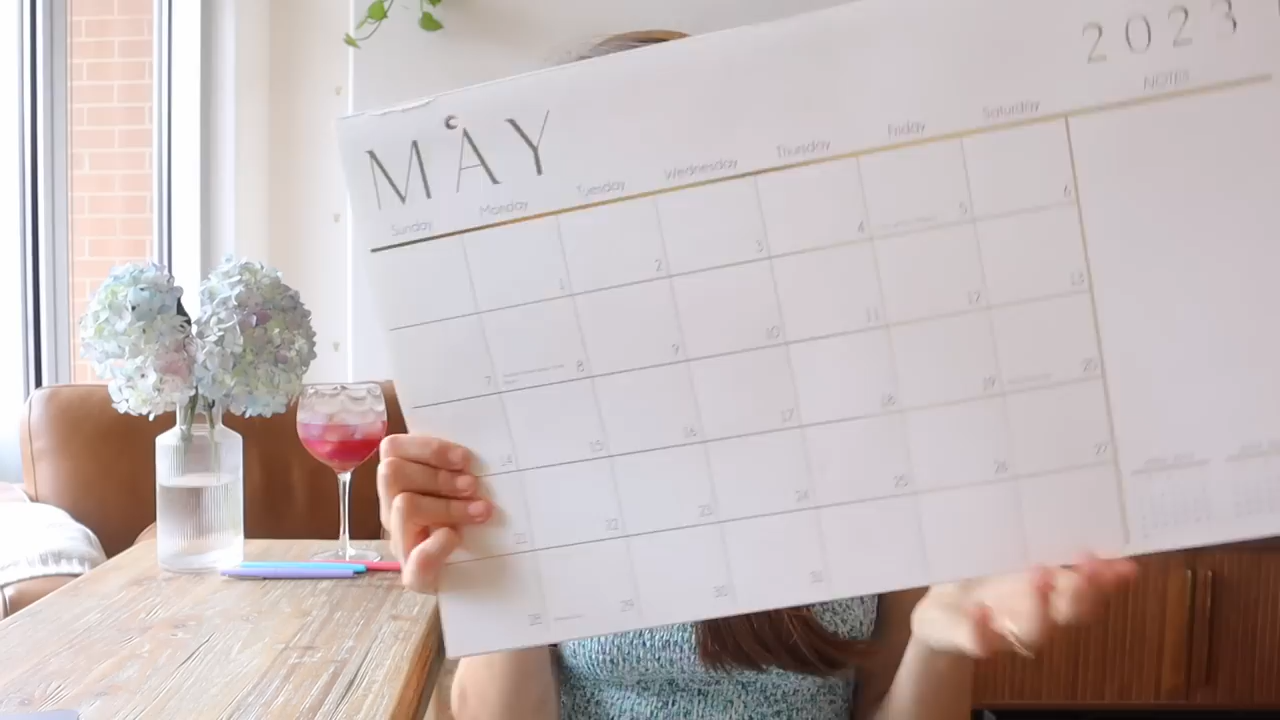 2023
MAY
NOTES
Sunday Monday Tuesday Wednesday Thursday Friday Saturday
1 2 3 4 5 6
7 8 9 10 11 12 13
14 15 16 17 18 19 20
21 22 23 24 25 26 27
28 29 30 31